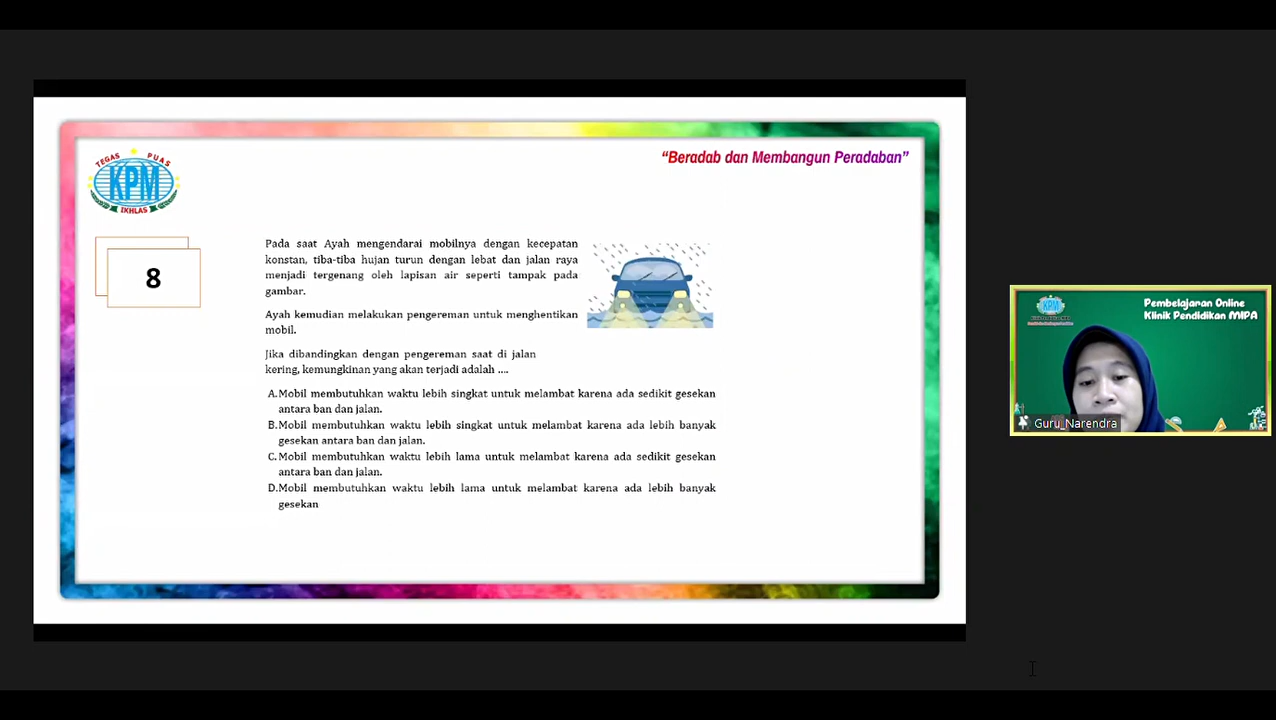 "Beradab dan Membangun Peradaban"
TEGAS PUAS
KPM
IKHLAS
8
Pada saat Ayah mengendarai mobilnya dengan kecepatan
konstan, tiba-tiba hujan turun dengan lebat dan jalan raya
menjadi tergenang oleh lapisan air seperti tampak pada
gambar.
Ayah kemudian melakukan pengereman untuk menghentikan
mobil.
Jika dibandingkan dengan pengereman saat di jalan
kering, kemungkinan yang akan terjadi adalah ....
A.Mobil membutuhkan waktu lebih singkat untuk melambat karena ada sedikit gesekan
antara ban dan jalan.
B.Mobil membutuhkan waktu lebih singkat untuk melambat karena ada lebih banyak
gesekan antara ban dan jalan.
C.Mobil membutuhkan waktu lebih lama untuk melambat karena ada sedikit gesekan
antara ban dan jalan.
D.Mobil membutuhkan waktu lebih lama untuk melambat karena ada lebih banyak
gesekan
KPM
Pembelajaran Online
Klinik Pendidikan MIPA
Guru_Narendra